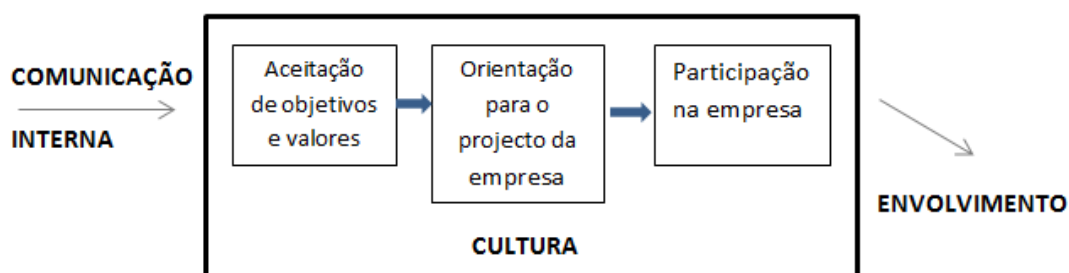 COMUNICAÇÃO
INTERNA
Aceitação
de objetivos
e valores
Orientação
para o
projecto da
empresa
Participação
na empresa
CULTURA
ENVOLVIMENTO